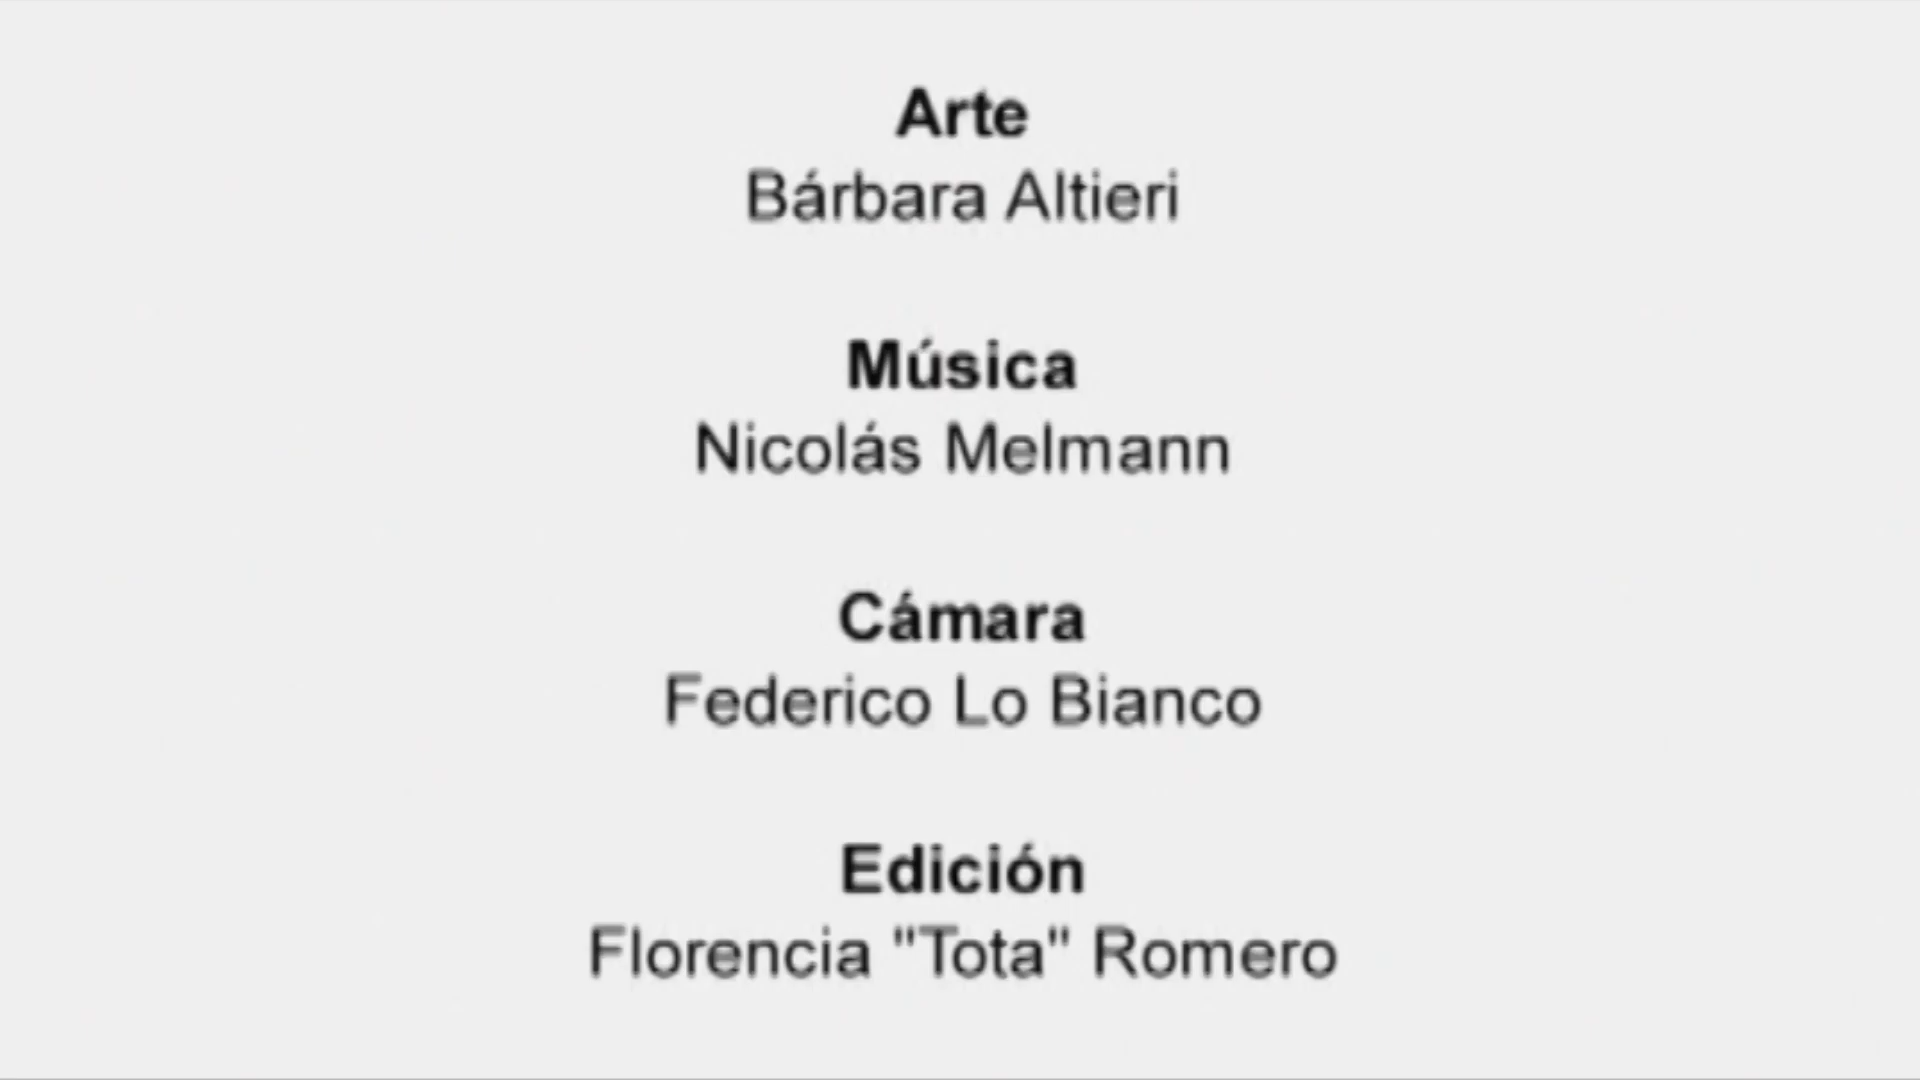 Arte
Bárbara Altieri
Música
Nicolás Melmann
Cámara
Federico Lo Bianco
Edición
Florencia "Tota" Romero